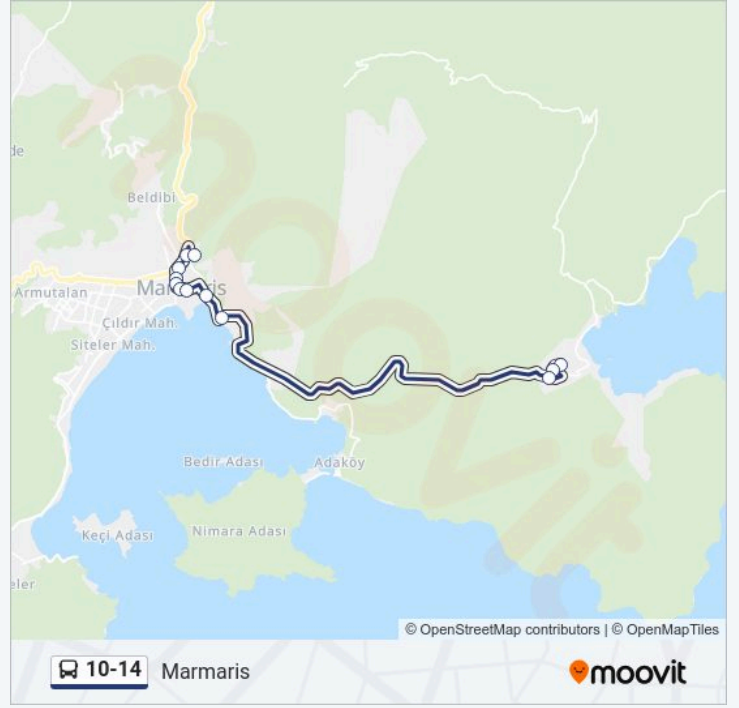 de
Beldibi
Armutalan
Marmaris
Çıldır Mah.
Siteler Mah.
Bedir Adası
Adaköy
Keçi Adası
Nimara Adası
eler
© OpenStreetMap contributors | © OpenMapTiles
10-14 Marmaris
moovit